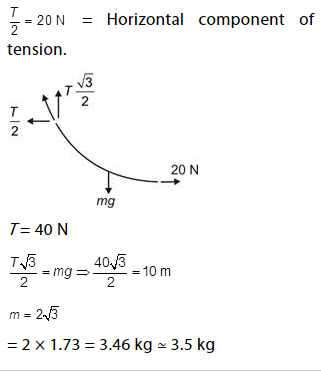 T/2 = 20 N = Horizontal component of
tension.
T √3/2
T/2
20 N
mg
T = 40 N
T√3/2 = mg ⇒ 40√3/2 = 10 m
m = 2√3
= 2 × 1.73 = 3.46 kg ≃ 3.5 kg